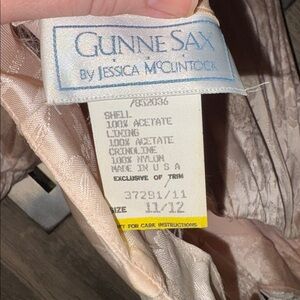 GUNNE SAX
BY JESSICA McCLINTOCK
/852036
SHELL
100% ACETATE
LINING
100% ACETATE
CRINOLINE
100% NYLON
MADE IN U S A
EXCLUSIVE OF TRIM
37291/11
SIZE 11/12
FOR CARE INSTRUCTIONS